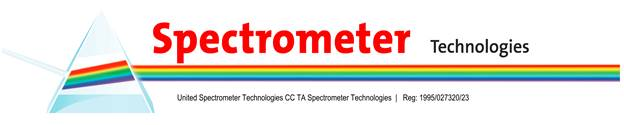 Spectrometer Technologies
United Spectrometer Technologies CC TA Spectrometer Technologies | Reg: 1995/027320/23